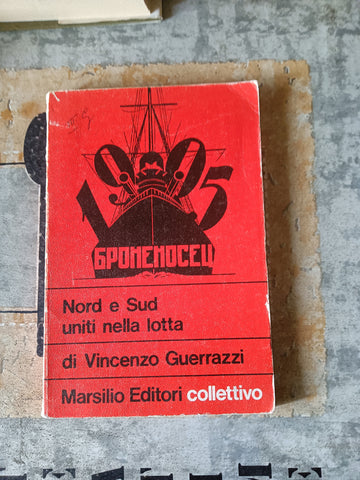 1905
БРОНЕНОСЕЦ
Nord e Sud
uniti nella lotta
di Vincenzo Guerrazzi
Marsilio Editori collettivo